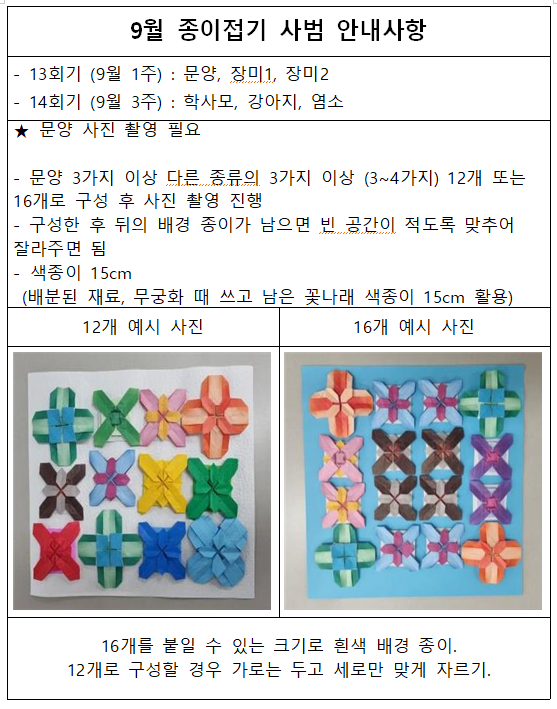 9월 종이접기 사범 안내사항
- 13회기 (9월 1주) : 문양, 장미1, 장미2
- 14회기 (9월 3주) : 학사모, 강아지, 염소
★ 문양 사진 촬영 필요
- 문양 3가지 이상 다른 종류의 3가지 이상 (3~4가지) 12개 또는
16개로 구성 후 사진 촬영 진행
- 구성한 후 뒤의 배경 종이가 남으면 빈 공간이 적도록 맞추어
잘라주면 됨
- 색종이 15cm
(배분된 재료, 무궁화 때 쓰고 남은 꽃나래 색종이 15cm 활용)
12개 예시 사진
16개 예시 사진
16개를 붙일 수 있는 크기로 흰색 배경 종이.
12개로 구성할 경우 가로는 두고 세로만 맞게 자르기.